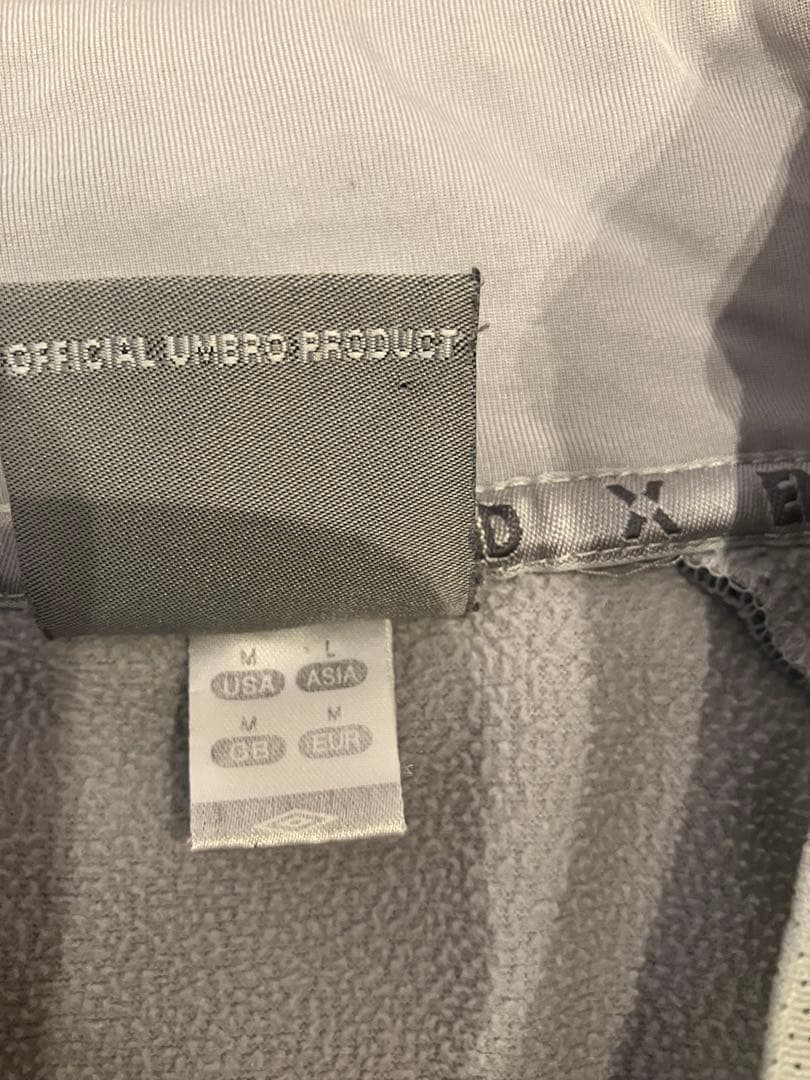 OFFICIAL UMBRO PRODUCT
D X E
M L
USA ASIA
M M
GB EUR